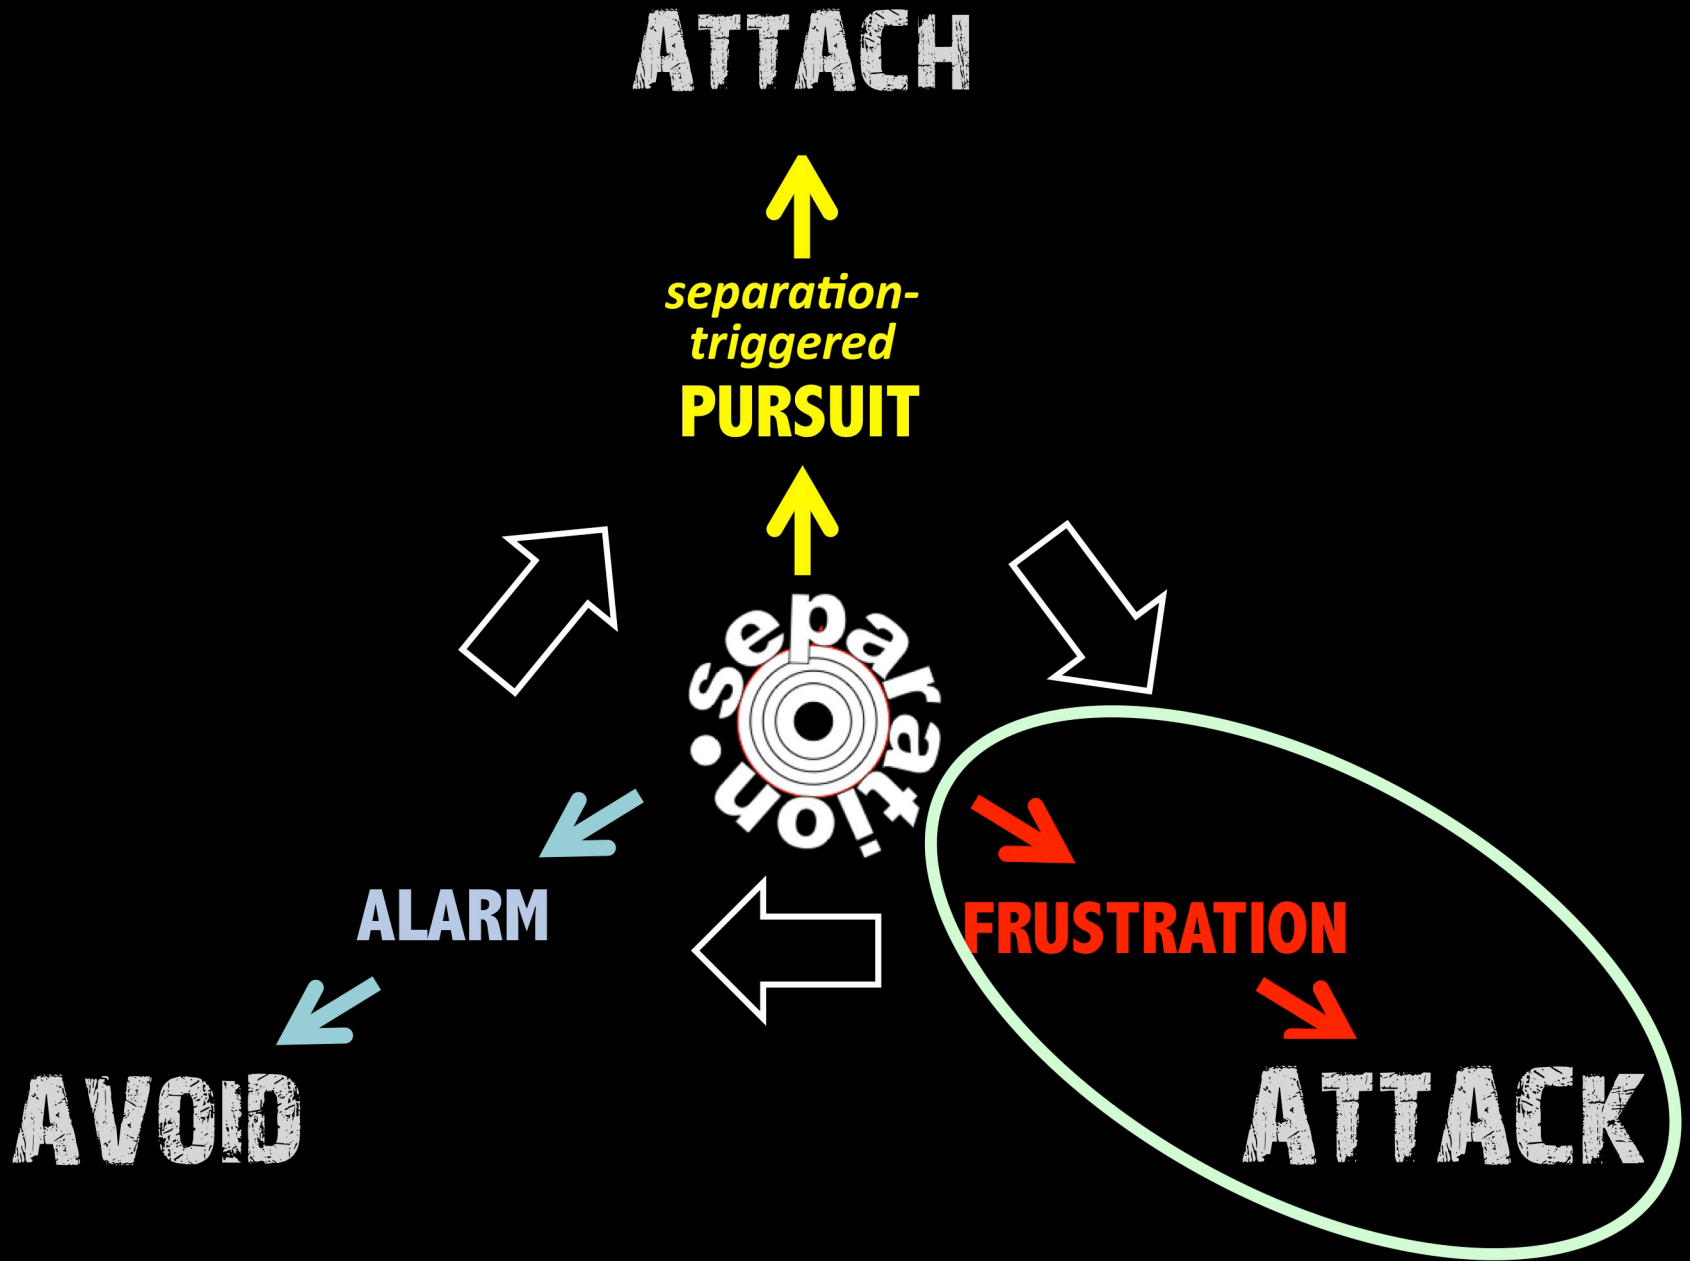 ATTACH
separation-
triggered
PURSUIT
separation
ALARM
FRUSTRATION
AVOID
ATTACK